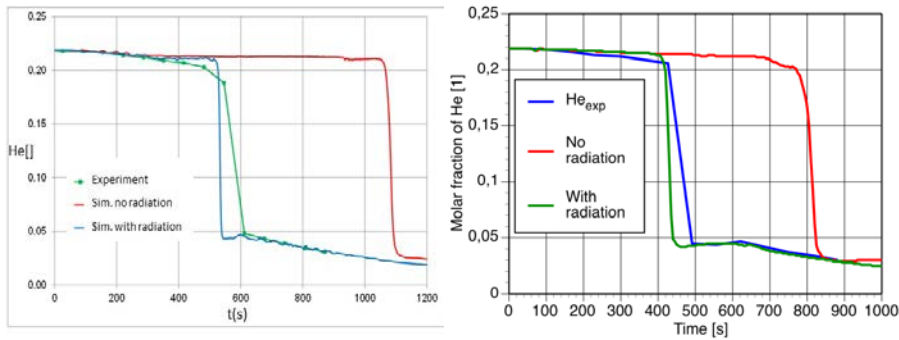 0.25
0.20
0.15
He[]
0.10
0.05
0.00
Experiment
Sim. no radiation
Sim. with radiation
0
200
400
600
800
1000
1200
t(s)
0,25
0,2
0,15
0,1
0,05
0
Molar fraction of He [1]
He_exp
No
radiation
With
radiation
0
100
200
300
400
500
600
700
800
900
1000
Time [s]